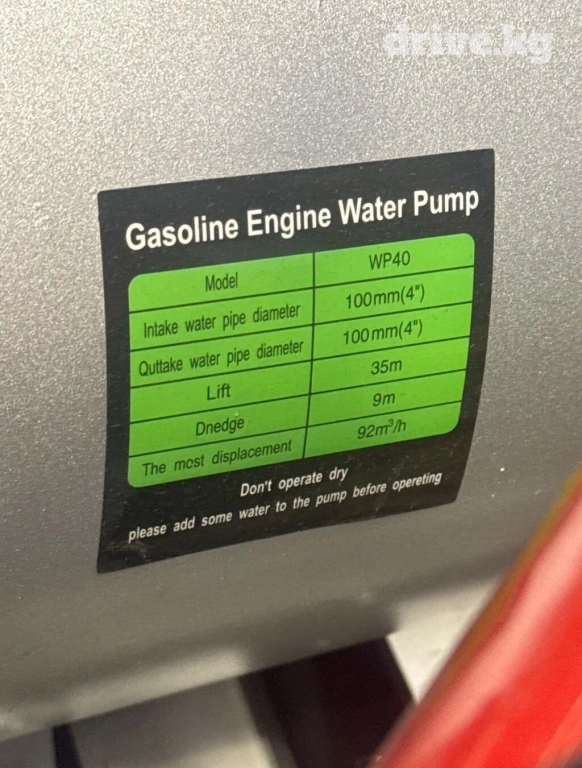 drive.kg
Gasoline Engine Water Pump
Model WP40
Intake water pipe diameter 100mm(4")
Quttake water pipe diameter 100mm(4")
Lift 35m
Dnedge 9m
The most displacement 92m³/h
Don't operate dry
please add some water to the pump before opereting